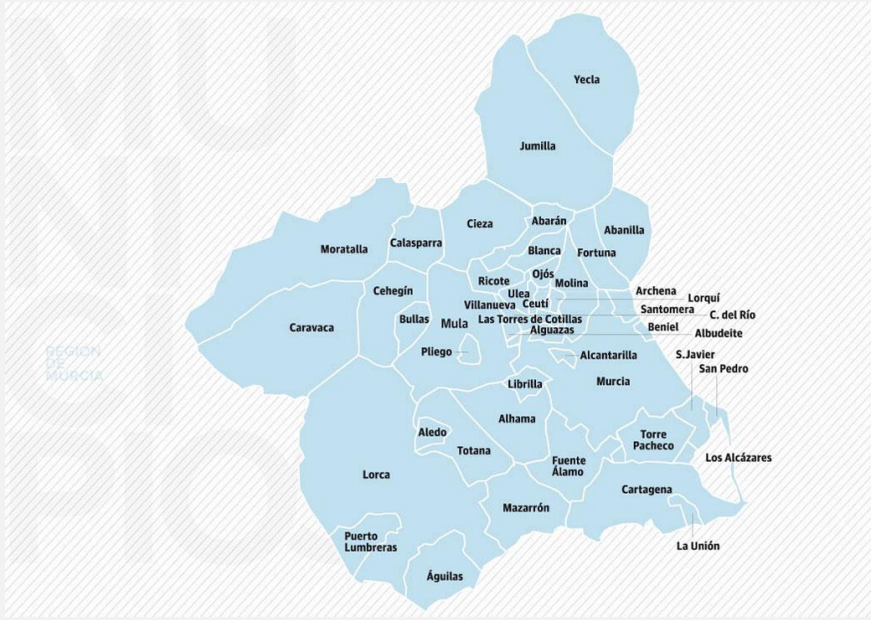 MU
NI
CI
PIO
REGIÓN
DE
MURCIA
Yecla
Jumilla
Cieza
Abarán
Abanilla
Moratalla
Calasparra
Blanca
Fortuna
Ricote
Ojós
Molina
Cehegín
Ulea
Archena
Lorquí
Villanueva
Ceutí
Santomera
C. del Río
Caravaca
Bullas
Mula
Las Torres de Cotillas
Alguazas
Beniel
Albudeite
Pliego
Alcantarilla
S.Javier
San Pedro
Librilla
Murcia
Alhama
Aledo
Torre
Pacheco
Totana
Los Alcázares
Fuente
Álamo
Lorca
Cartagena
Mazarrón
Puerto
Lumbreras
La Unión
Águilas